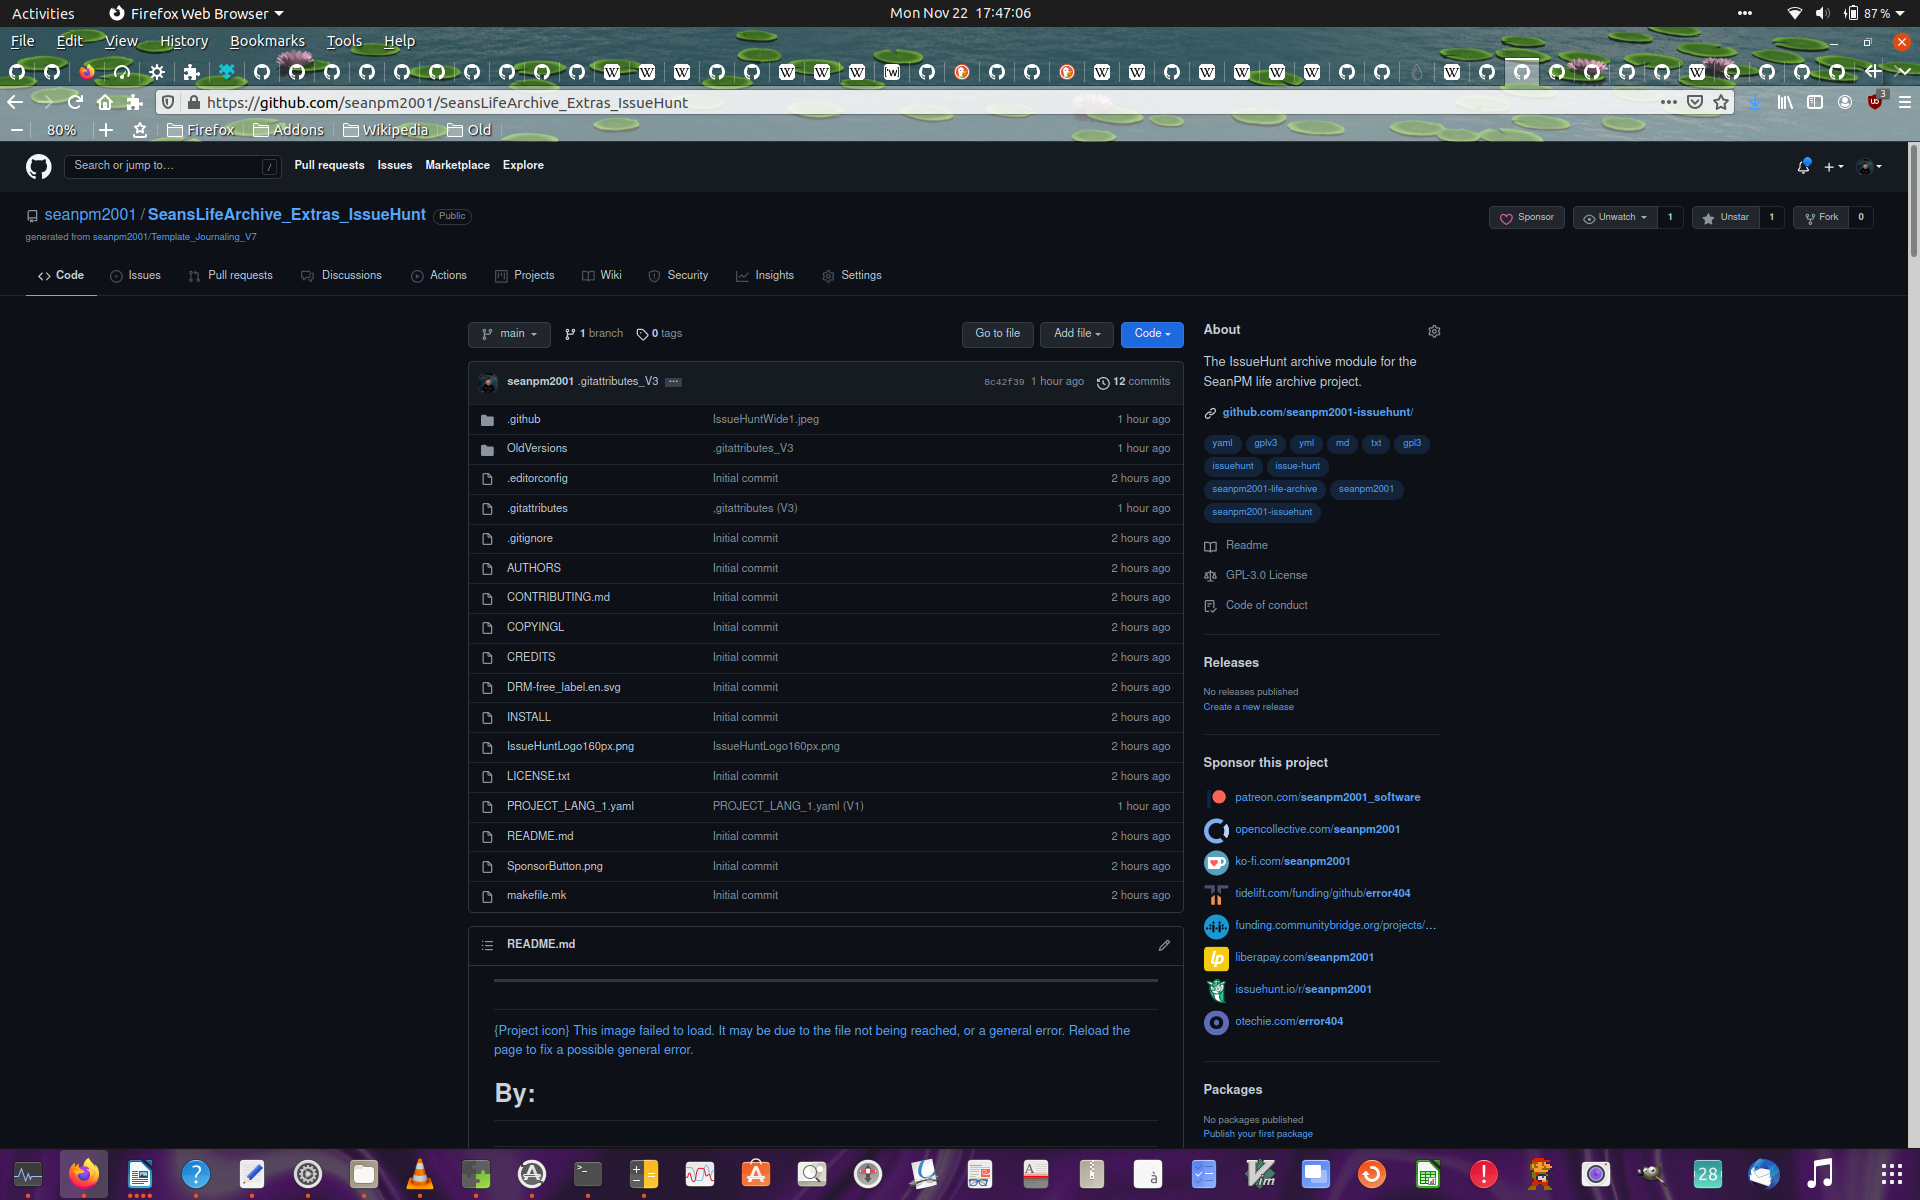 Activities Firefox Web Browser Mon Nov 22 17:47:06 87 %
File Edit View History Bookmarks Tools Help
https://github.com/seanpm2001/SeansLifeArchive_Extras_IssueHunt 3
80% Firefox Addons Wikipedia Old
Search or jump to… / Pull requests Issues Marketplace Explore
seanpm2001 / SeansLifeArchive_Extras_IssueHunt Public Sponsor Unwatch 1 Unstar 1 Fork 0
generated from seanpm2001/Template_Journaling_V7
Code Issues Pull requests Discussions Actions Projects Wiki Security Insights Settings
main 1 branch 0 tags Go to file Add file Code
seanpm2001 .gitattributes_V3 8c42f39 1 hour ago 12 commits
.github IssueHuntWide1.jpeg 1 hour ago
OldVersions .gitattributes_V3 1 hour ago
.editorconfig Initial commit 2 hours ago
.gitattributes ,gitattributes (V3) 1 hour ago
.gitignore Initial commit 2 hours ago
AUTHORS Initial commit 2 hours ago
CONTRIBUTING.md Initial commit 2 hours ago
COPYINGL Initial commit 2 hours ago
CREDITS Initial commit 2 hours ago
DRM-free_label.en.svg Initial commit 2 hours ago
INSTALL Initial commit 2 hours ago
IssueHuntLogo160px.png IssueHuntLogo160px.png 2 hours ago
LICENSE.txt Initial commit 2 hours ago
PROJECT_LANG_1.yaml PROJECT_LANG_1.yaml (V1) 1 hour ago
README.md Initial commit 2 hours ago
SponsorButton.png Initial commit 2 hours ago
makefile.mk Initial commit 2 hours ago
README.md
{Project icon} This image failed to load. It may be due to the file not being reached, or a general error. Reload the
page to fix a possible general error.
By:
About
The IssueHunt archive module for the
SeanPM life archive project.
github.com/seanpm2001-issuehunt/
yaml gplv3 yml md txt gpl3
issuehunt issue-hunt
seanpm2001-life-archive seanpm2001
seanpm2001-issuehunt
Readme
GPL-3.0 License
Code of conduct
Releases
No releases published
Create a new release
Sponsor this project
patreon.com/seanpm2001_software
opencollective.com/seanpm2001
ko-fi.com/seanpm2001
tidelift.com/funding/github/error404
funding.communitybridge.org/projects/…
liberapay.com/seanpm2001
issuehunt.io/r/seanpm2001
otechie.com/error404
Packages
No packages published
Publish your first package
28